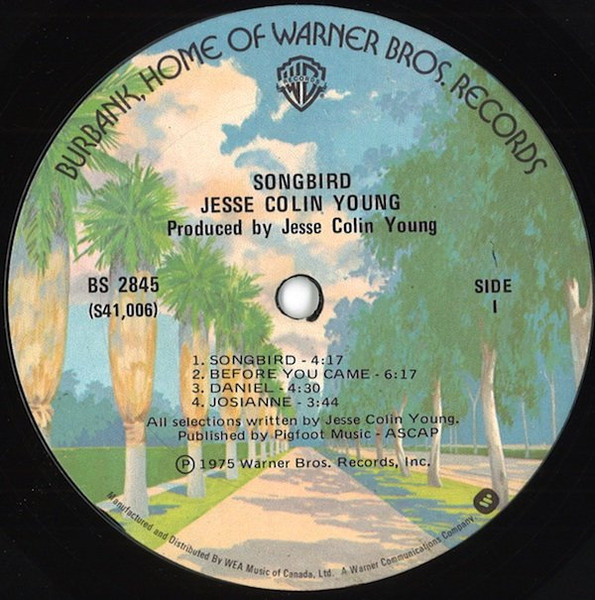 BURBANK, HOME OF WARNER BROS. RECORDS
RECORDS
SONGBIRD
JESSE COLIN YOUNG
Produced by Jesse Colin Young
BS 2845
(S41,006)
SIDE
I
1. SONGBIRD - 4:17
2. BEFORE YOU CAME - 6:17
3. DANIEL - 4:30
4. JOSIANNE - 3:44
All selections written by Jesse Colin Young.
Published by Pigfoot Music - ASCAP
Ⓟ 1975 Warner Bros. Records, Inc.
Manufactured and Distributed By WEA Music of Canada, Ltd. A Warner Communications Company